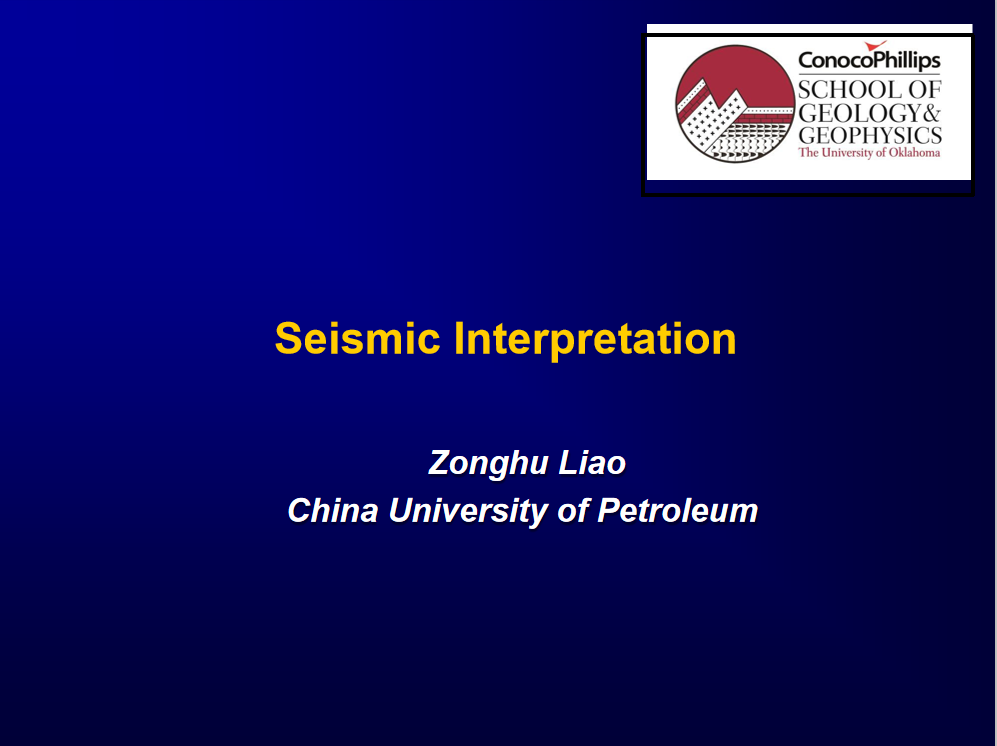 ConocoPhillips
SCHOOL OF
GEOLOGY&
GEOPHYSICS
The University of Oklahoma
Seismic Interpretation
Zonghu Liao
China University of Petroleum